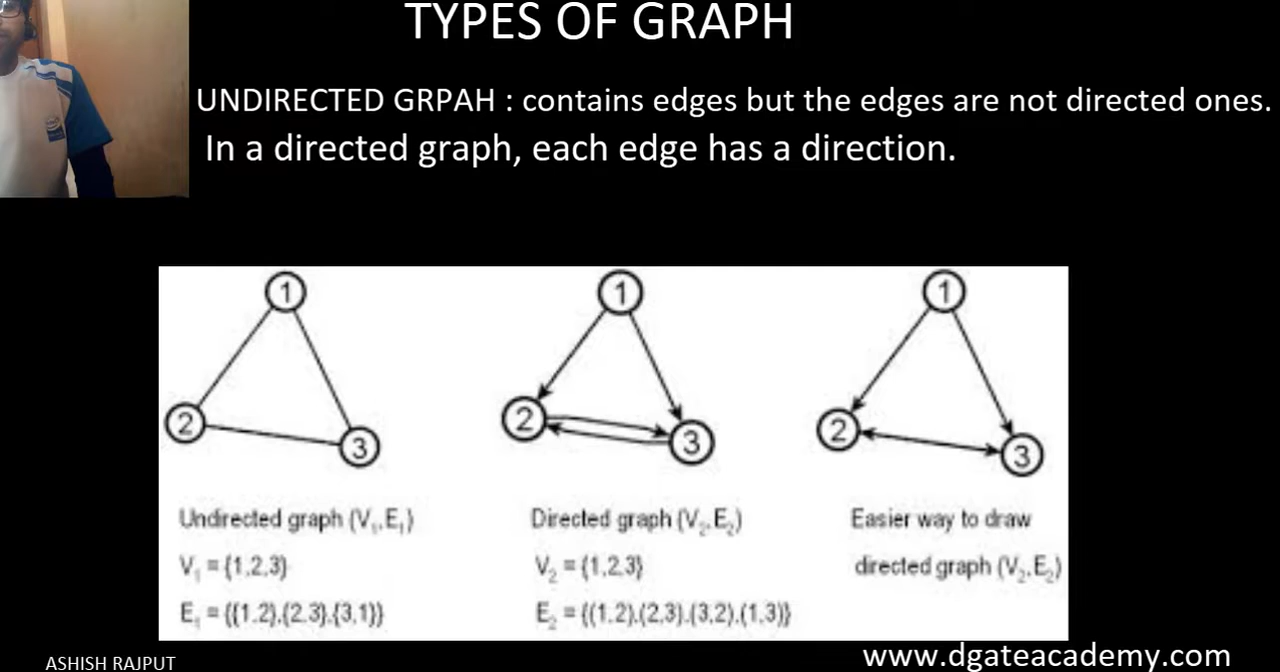 TYPES OF GRAPH
UNDIRECTED GRPAH : contains edges but the edges are not directed ones.
In a directed graph, each edge has a direction.
1 1 1
2 3 2 3 2 3
Undirected graph (V₁,E₁) Directed graph (V₂,E₂) Easier way to draw
V₁ = {1,2,3} V₂ = {1,2,3} directed graph (V₂,E₂)
E₁ = {{1,2},{2,3},{3,1}} E₂ = {(1,2),(2,3),(3,2),(1,3)}
ASHISH RAJPUT www.dgateacademy.com